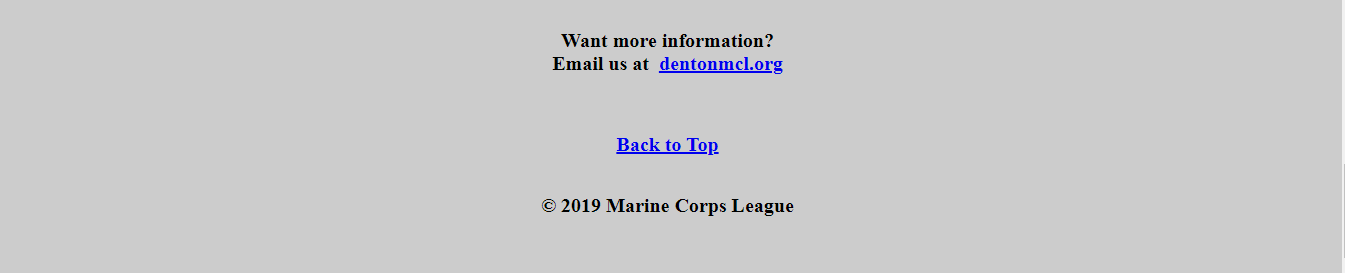 Want more information?
Email us at dentonmcl.org
Back to Top
© 2019 Marine Corps League